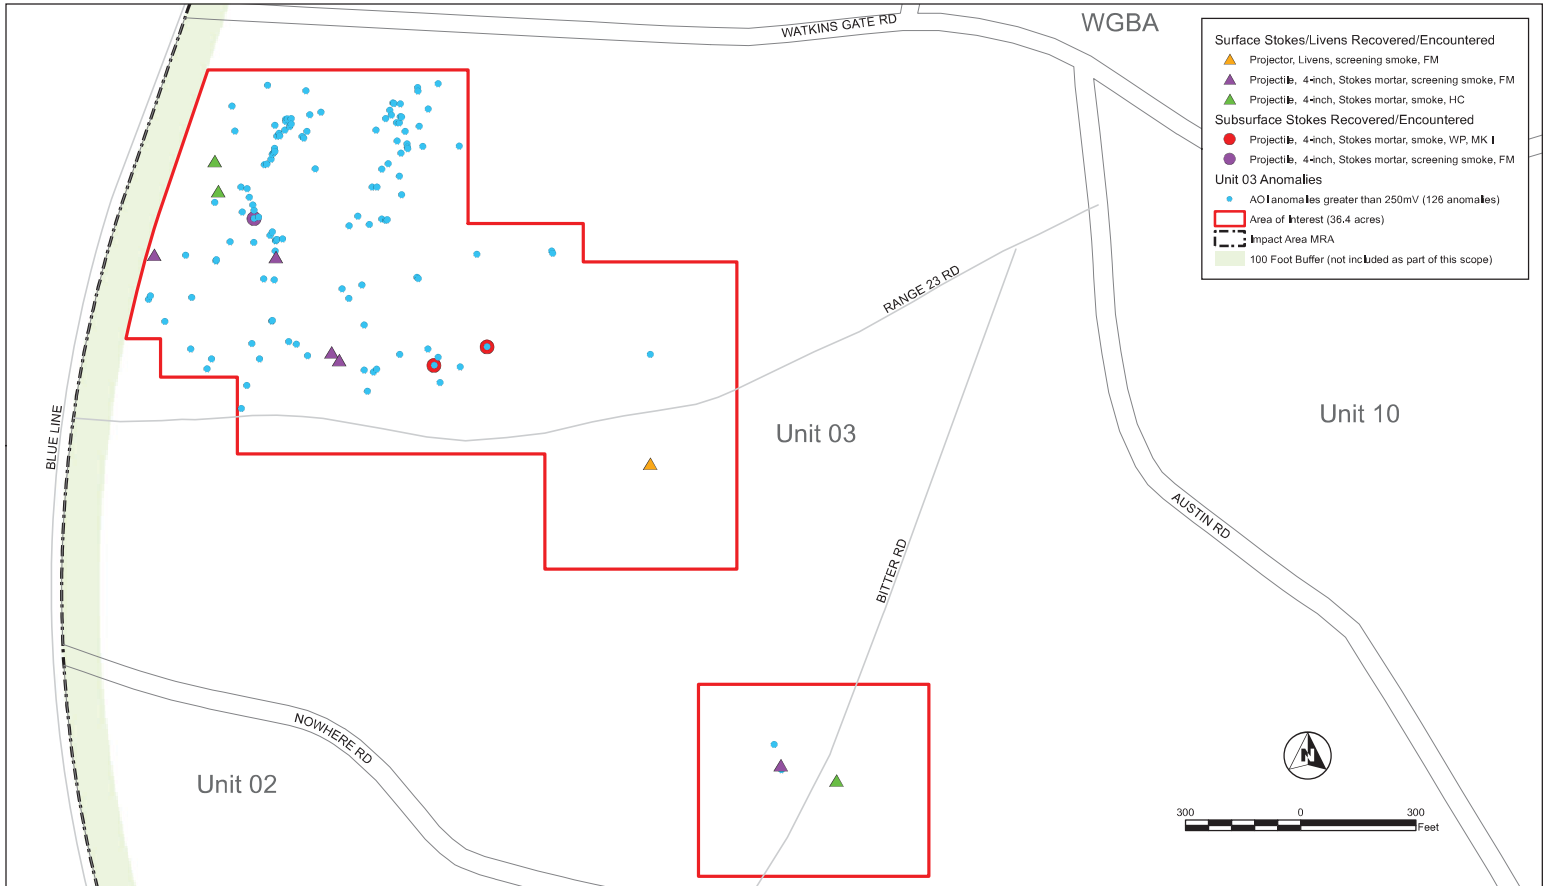 WATKINS GATE RD
WGBA
Surface Stokes/Livens Recovered/Encountered
Projector, Livens, screening smoke, FM
Projectile, 4-inch, Stokes mortar, screening smoke, FM
Projectile, 4-inch, Stokes mortar, smoke, HC
Subsurface Stokes Recovered/Encountered
Projectile, 4-inch, Stokes mortar, smoke, WP, MK I
Projectile, 4-inch, Stokes mortar, screening smoke, FM
Unit 03 Anomalies
AOI anomalies greater than 250mV (126 anomalies)
Area of Interest (36.4 acres)
Impact Area MRA
100 Foot Buffer (not included as part of this scope)
RANGE 23 RD
BLUE LINE
Unit 03
Unit 10
AUSTIN RD
BITTER RD
NOWHERE RD
Unit 02
N
300 0 300
Feet